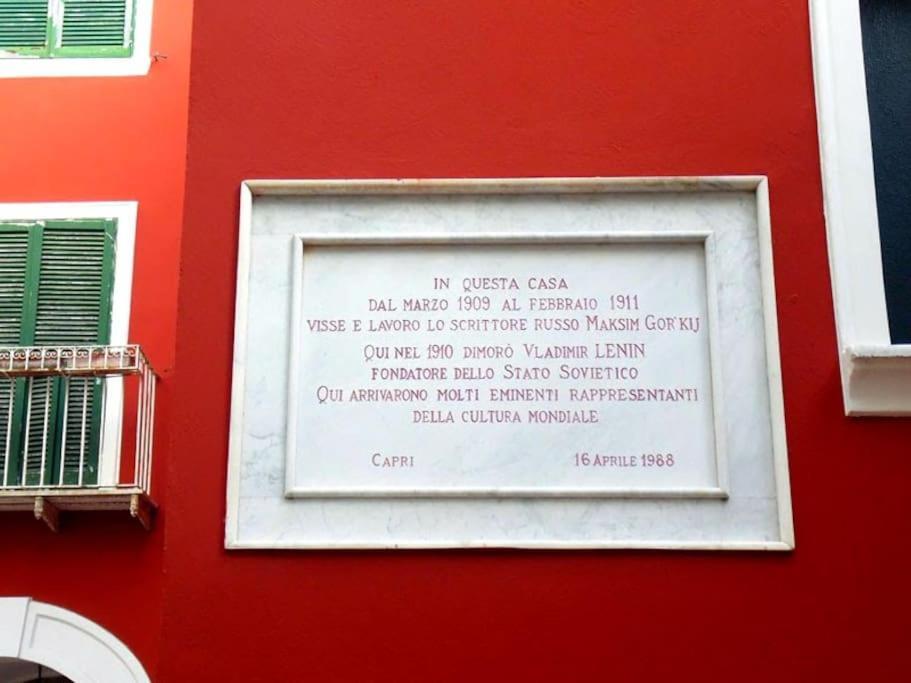 IN QUESTA CASA
DAL MARZO 1909 AL FEBBRAIO 1911
VISSE E LAVORO LO SCRITTORE RUSSO MAKSIM GOR'KIJ
QUI NEL 1910 DIMORÒ VLADIMIR LENIN
FONDATORE DELLO STATO SOVIETICO
QUI ARRIVARONO MOLTI EMINENTI RAPPRESENTANTI
DELLA CULTURA MONDIALE
CAPRI 16 APRILE 1988